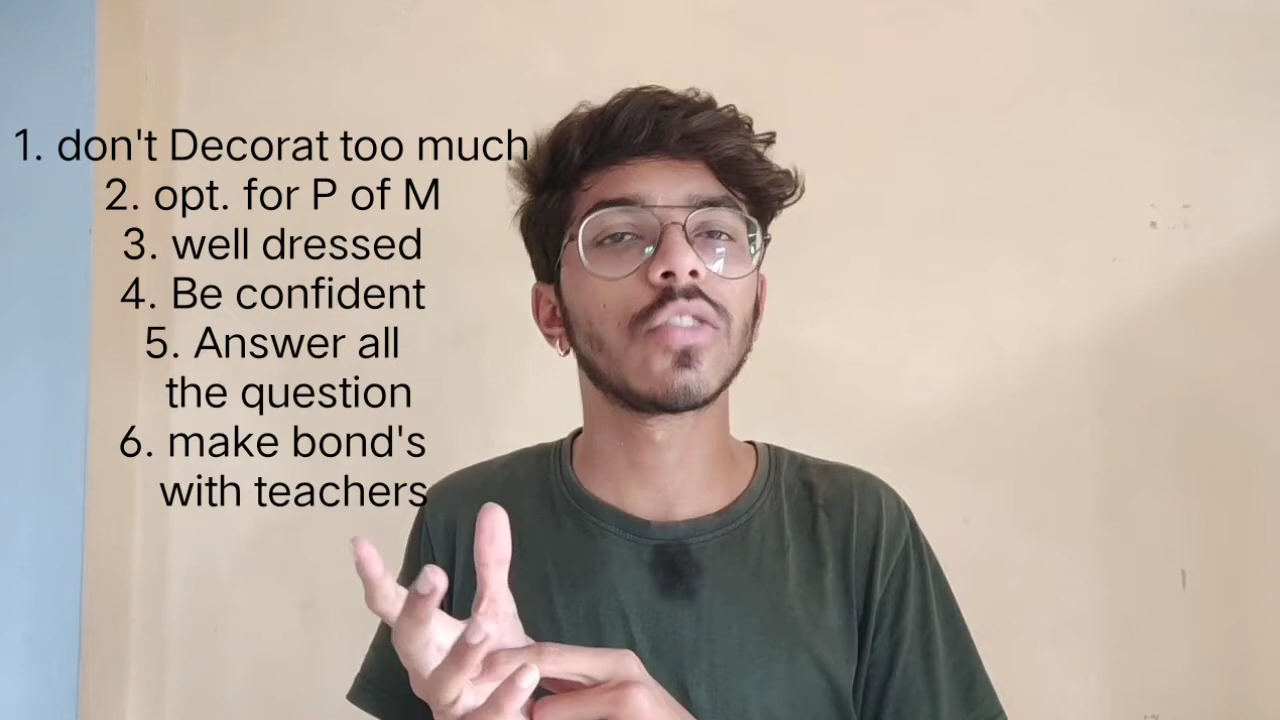 1. don't Decorat too much
2. opt. for P of M
3. well dressed
4. Be confident
5. Answer all
the question
6. make bond's
with teachers